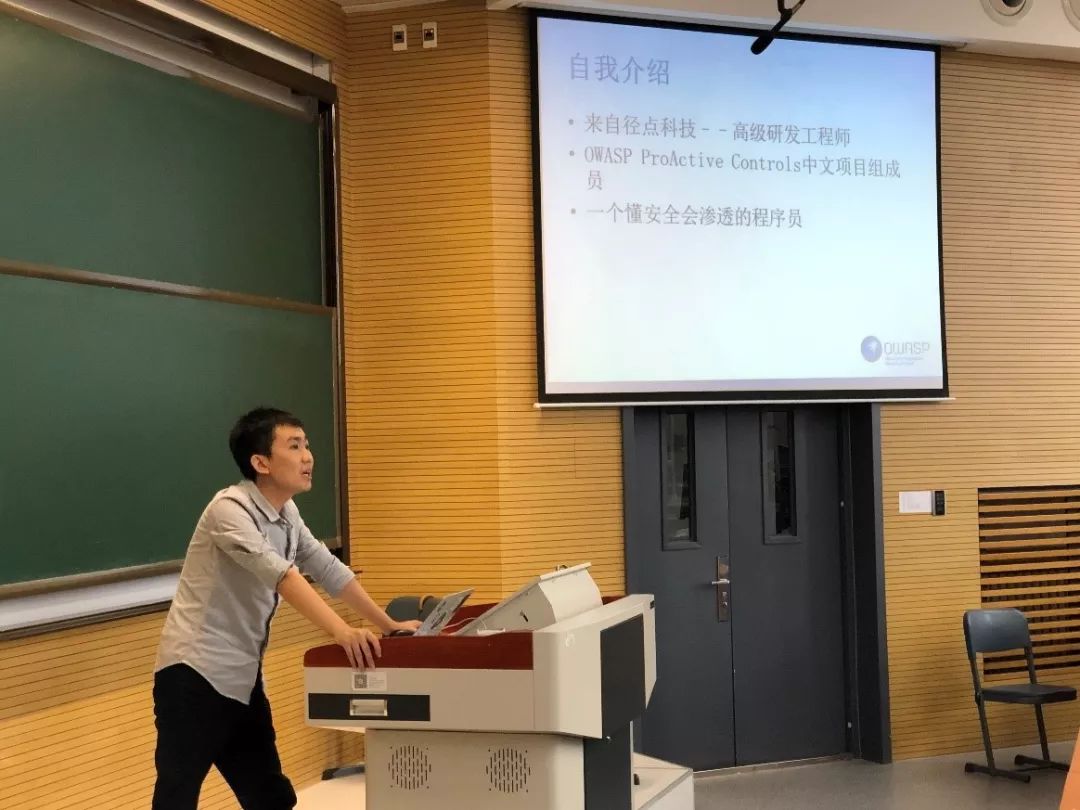 自我介绍
• 来自径点科技--高级研发工程师
• OWASP ProActive Controls中文项目组成
员
• 一个懂安全会渗透的程序员
OWASP